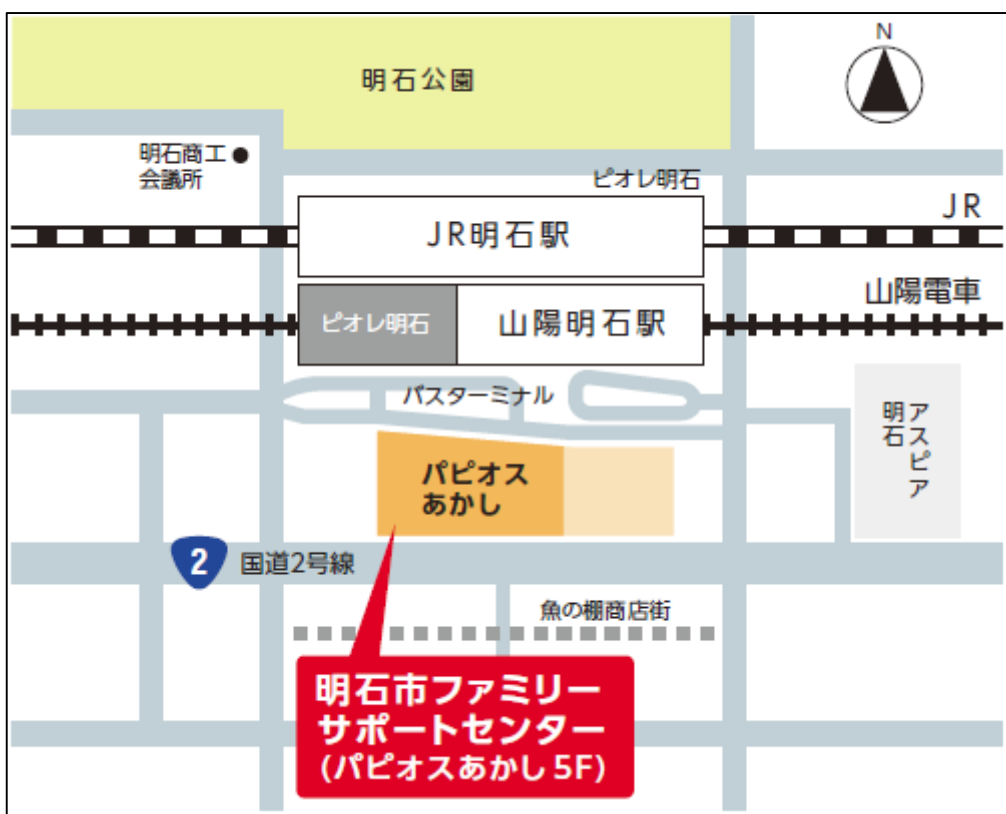 N
明石公園
明石商工
会議所
ピオレ明石
JR明石駅
JR
山陽電車
ピオレ明石
山陽明石駅
バスターミナル
アスピア
明石
パピオス
あかし
2
国道2号線
魚の棚商店街
明石市ファミリー
サポートセンター
(パピオスあかし5F)